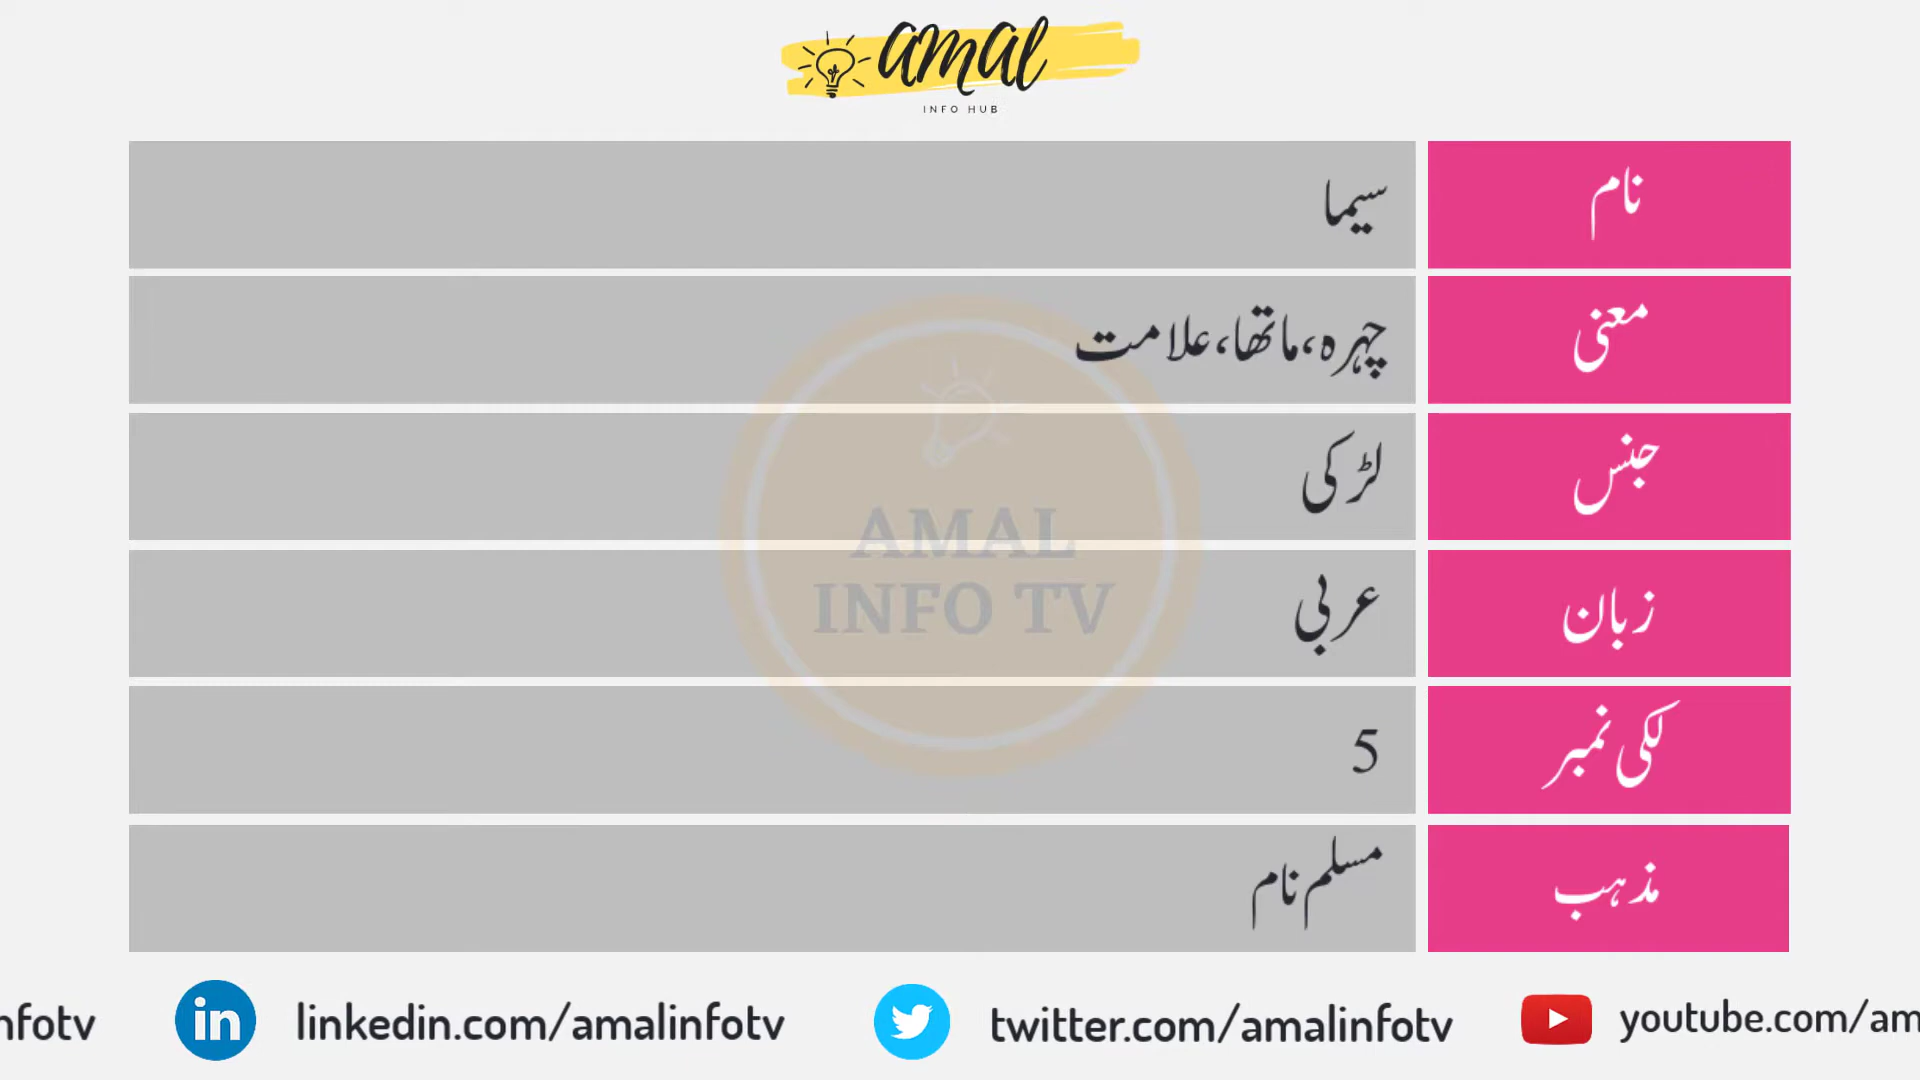 amal
INFO HUB
نام سیما
معنی چہرہ،ماتھا،علامت
جنس لڑکی
AMAL
زبان عربی
INFO TV
لکی نمبر 5
مذہب مسلم نام
nfotv linkedin.com/amalinfotv twitter.com/amalinfotv youtube.com/am